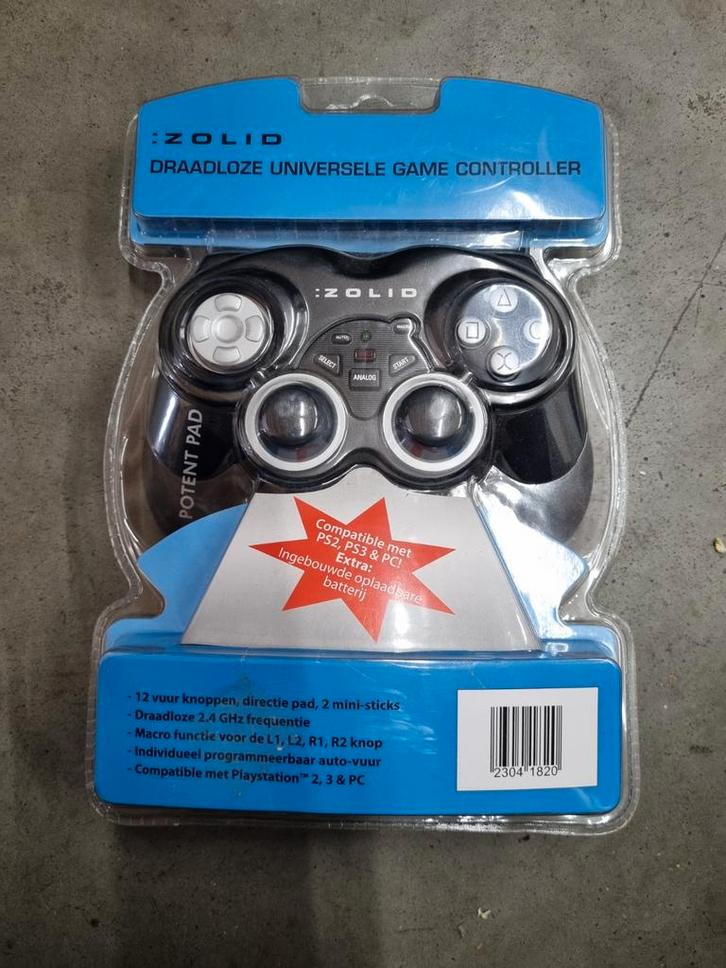 :ZOLID
DRAADLOZE UNIVERSELE GAME CONTROLLER
:ZOLID
AUTO
SELECT
START
ANALOG
POTENT PAD
Compatible met
PS2, PS3 & PC!
Extra:
Ingebouwde oplaadbare
batterij
- 12 vuur knoppen, directie pad, 2 mini-sticks
- Draadloze 2.4 GHz frequentie
- Macro functie voor de L1, L2, R1, R2 knop
- Individueel programmeerbaar auto-vuur
- Compatible met Playstation™ 2, 3 & PC
2304 1820